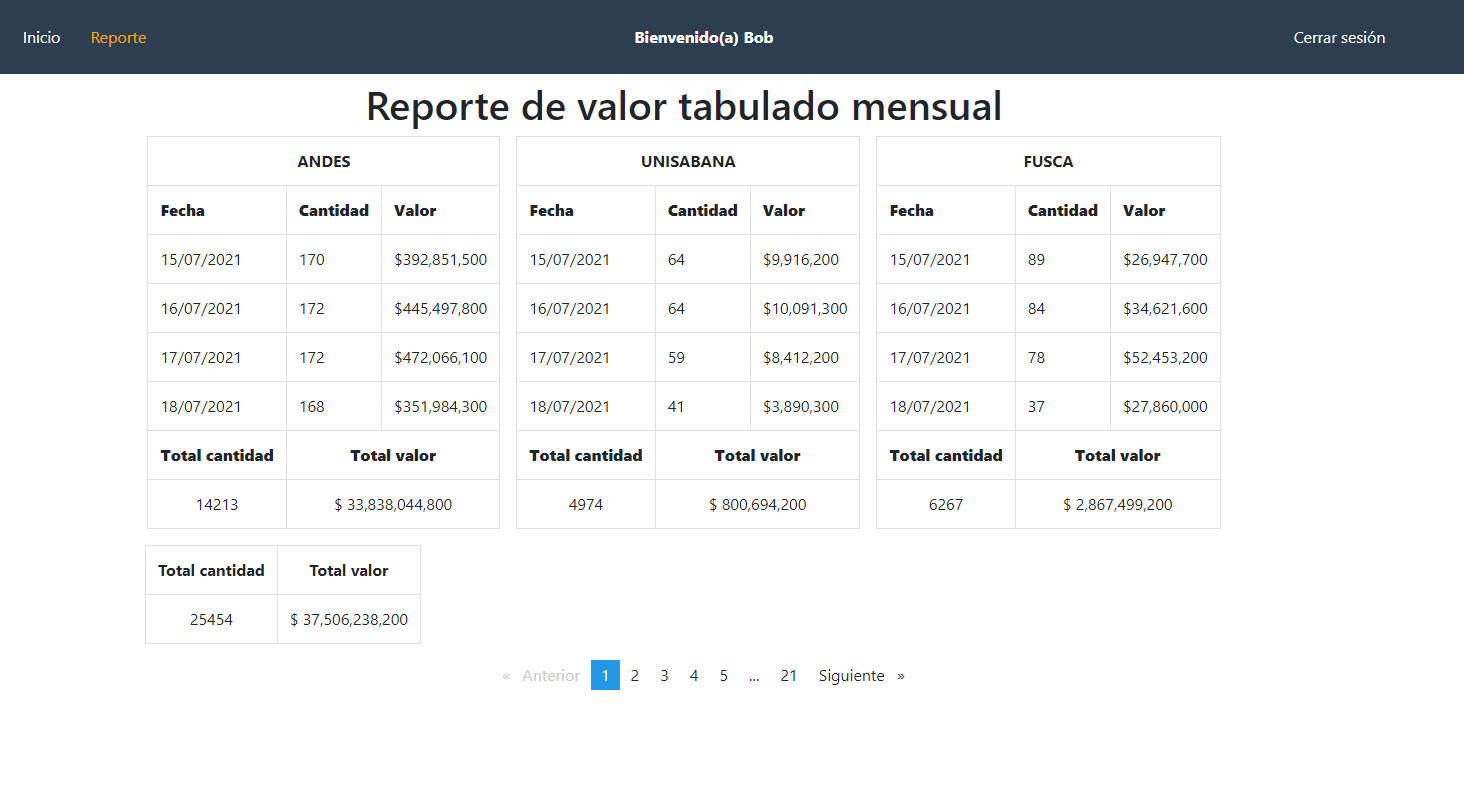 Inicio Reporte Bienvenido(a) Bob Cerrar sesión
Reporte de valor tabulado mensual
ANDES
Fecha Cantidad Valor
15/07/2021 170 $392,851,500
16/07/2021 172 $445,497,800
17/07/2021 172 $472,066,100
18/07/2021 168 $351,984,300
Total cantidad Total valor
14213 $ 33,838,044,800
UNISABANA
Fecha Cantidad Valor
15/07/2021 64 $9,916,200
16/07/2021 64 $10,091,300
17/07/2021 59 $8,412,200
18/07/2021 41 $3,890,300
Total cantidad Total valor
4974 $ 800,694,200
FUSCA
Fecha Cantidad Valor
15/07/2021 89 $26,947,700
16/07/2021 84 $34,621,600
17/07/2021 78 $52,453,200
18/07/2021 37 $27,860,000
Total cantidad Total valor
6267 $ 2,867,499,200
Total cantidad Total valor
25454 $ 37,506,238,200
« Anterior 1 2 3 4 5 ... 21 Siguiente »